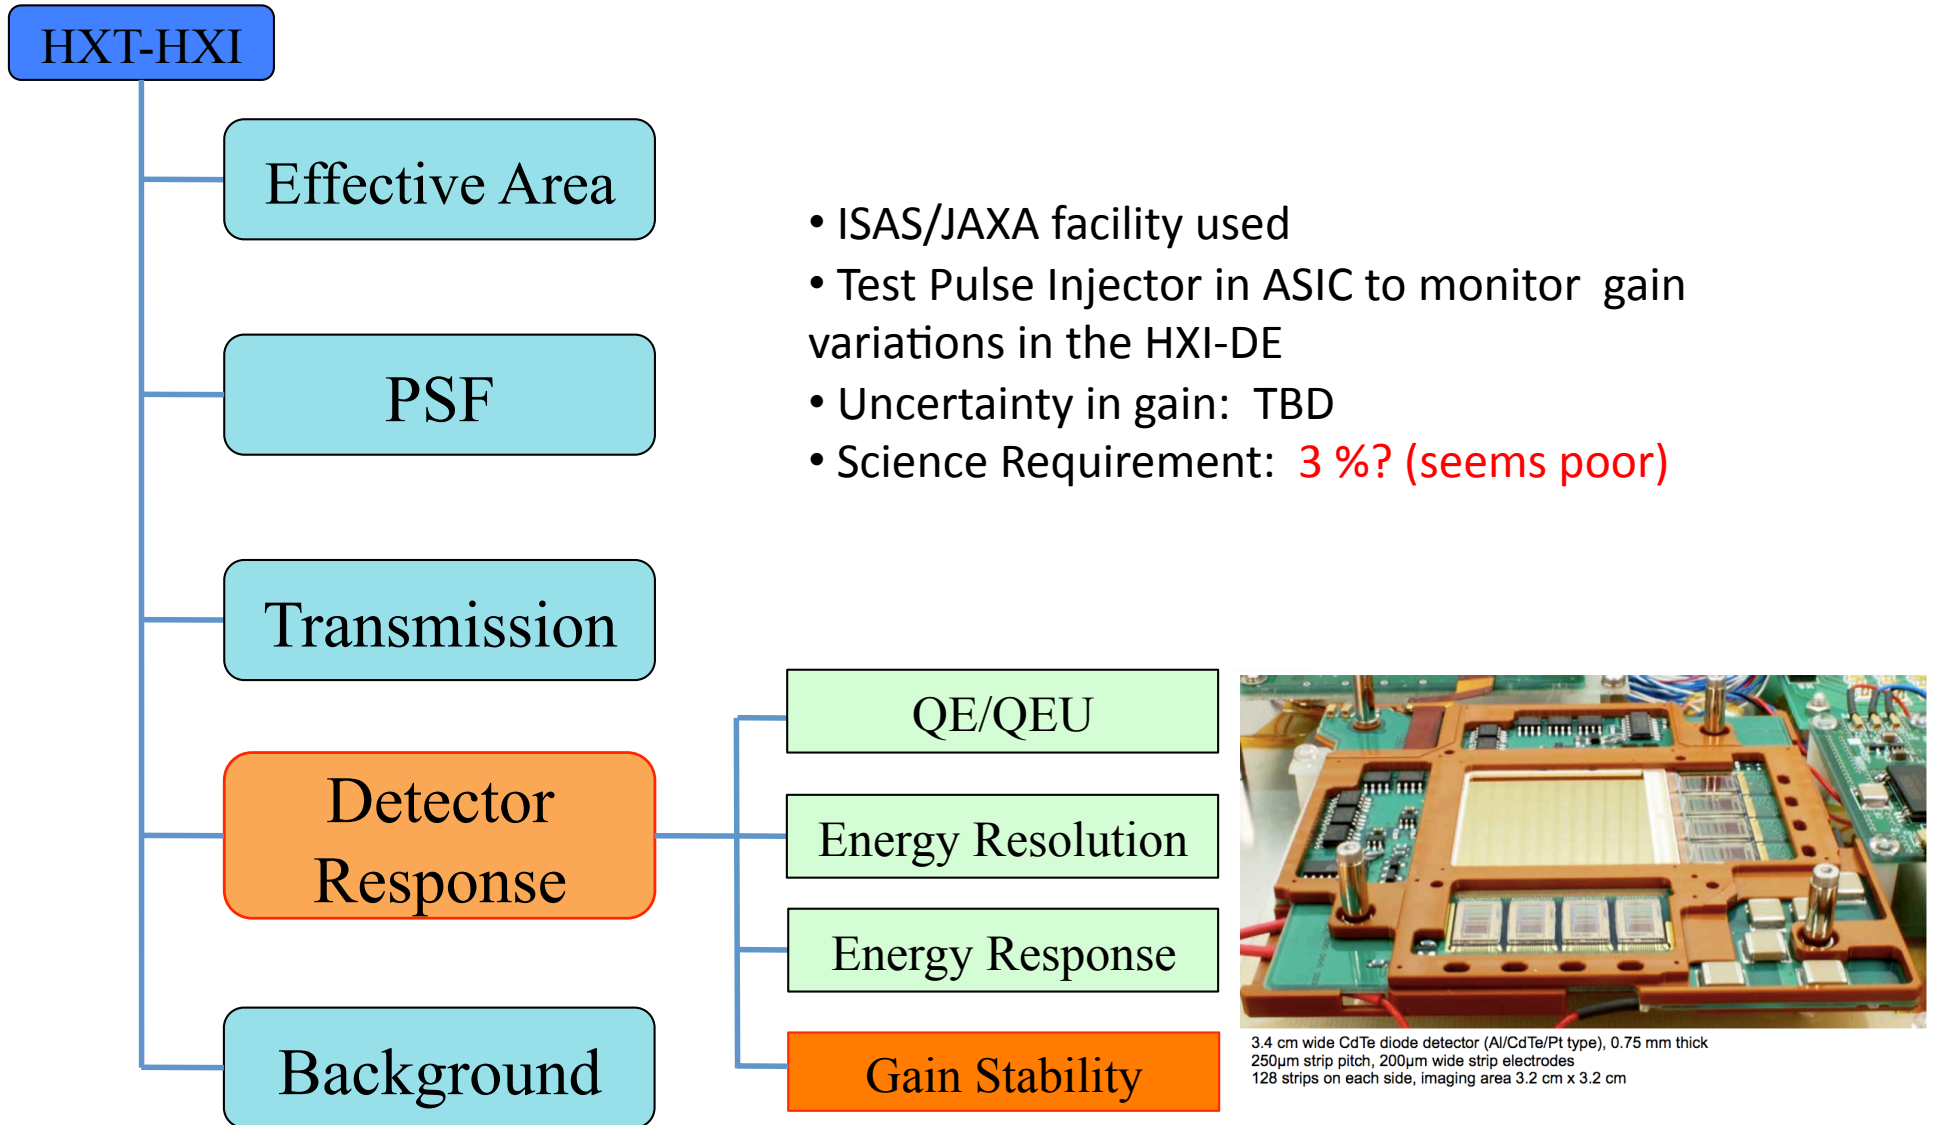 HXT-HXI
Effective Area
PSF
Transmission
Detector
Response
Background
• ISAS/JAXA facility used
• Test Pulse Injector in ASIC to monitor gain
variations in the HXI-DE
• Uncertainty in gain: TBD
• Science Requirement: 3 %? (seems poor)
QE/QEU
Energy Resolution
Energy Response
Gain Stability
3.4 cm wide CdTe diode detector (Al/CdTe/Pt type), 0.75 mm thick
250µm strip pitch, 200µm wide strip electrodes
128 strips on each side, imaging area 3.2 cm x 3.2 cm